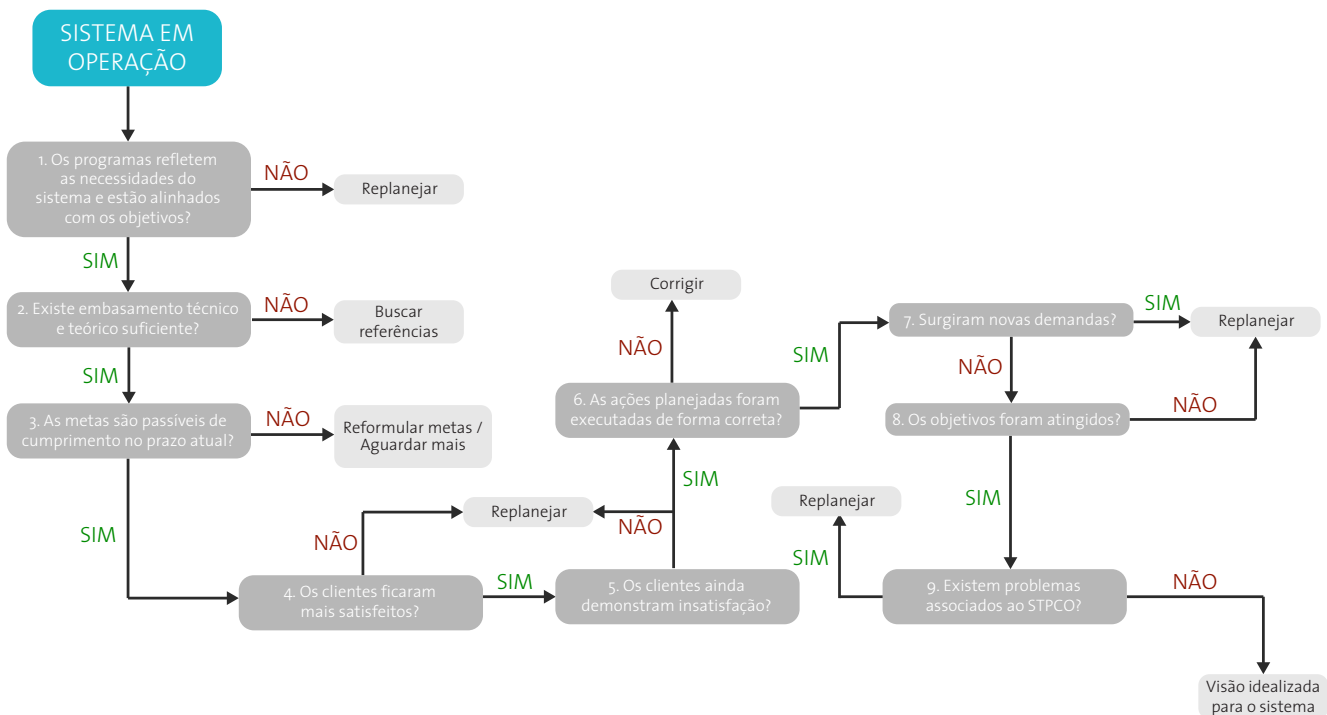 SISTEMA EM
OPERAÇÃO
1. Os programas refletem
as necessidades do
sistema e estão alinhados
com os objetivos?
NÃO
Replanejar
SIM
2. Existe embasamento técnico
e teórico suficiente?
NÃO
Buscar
referências
SIM
3. As metas são passíveis de
cumprimento no prazo atual?
NÃO
Reformular metas /
Aguardar mais
SIM
4. Os clientes ficaram
mais satisfeitos?
NÃO
Replanejar
SIM
5. Os clientes ainda
demonstram insatisfação?
NÃO
SIM
6. As ações planejadas foram
executadas de forma correta?
NÃO
Corrigir
SIM
7. Surgiram novas demandas?
SIM
Replanejar
NÃO
8. Os objetivos foram atingidos?
NÃO
SIM
9. Existem problemas
associados ao STPCO?
SIM
Replanejar
NÃO
Visão idealizada
para o sistema